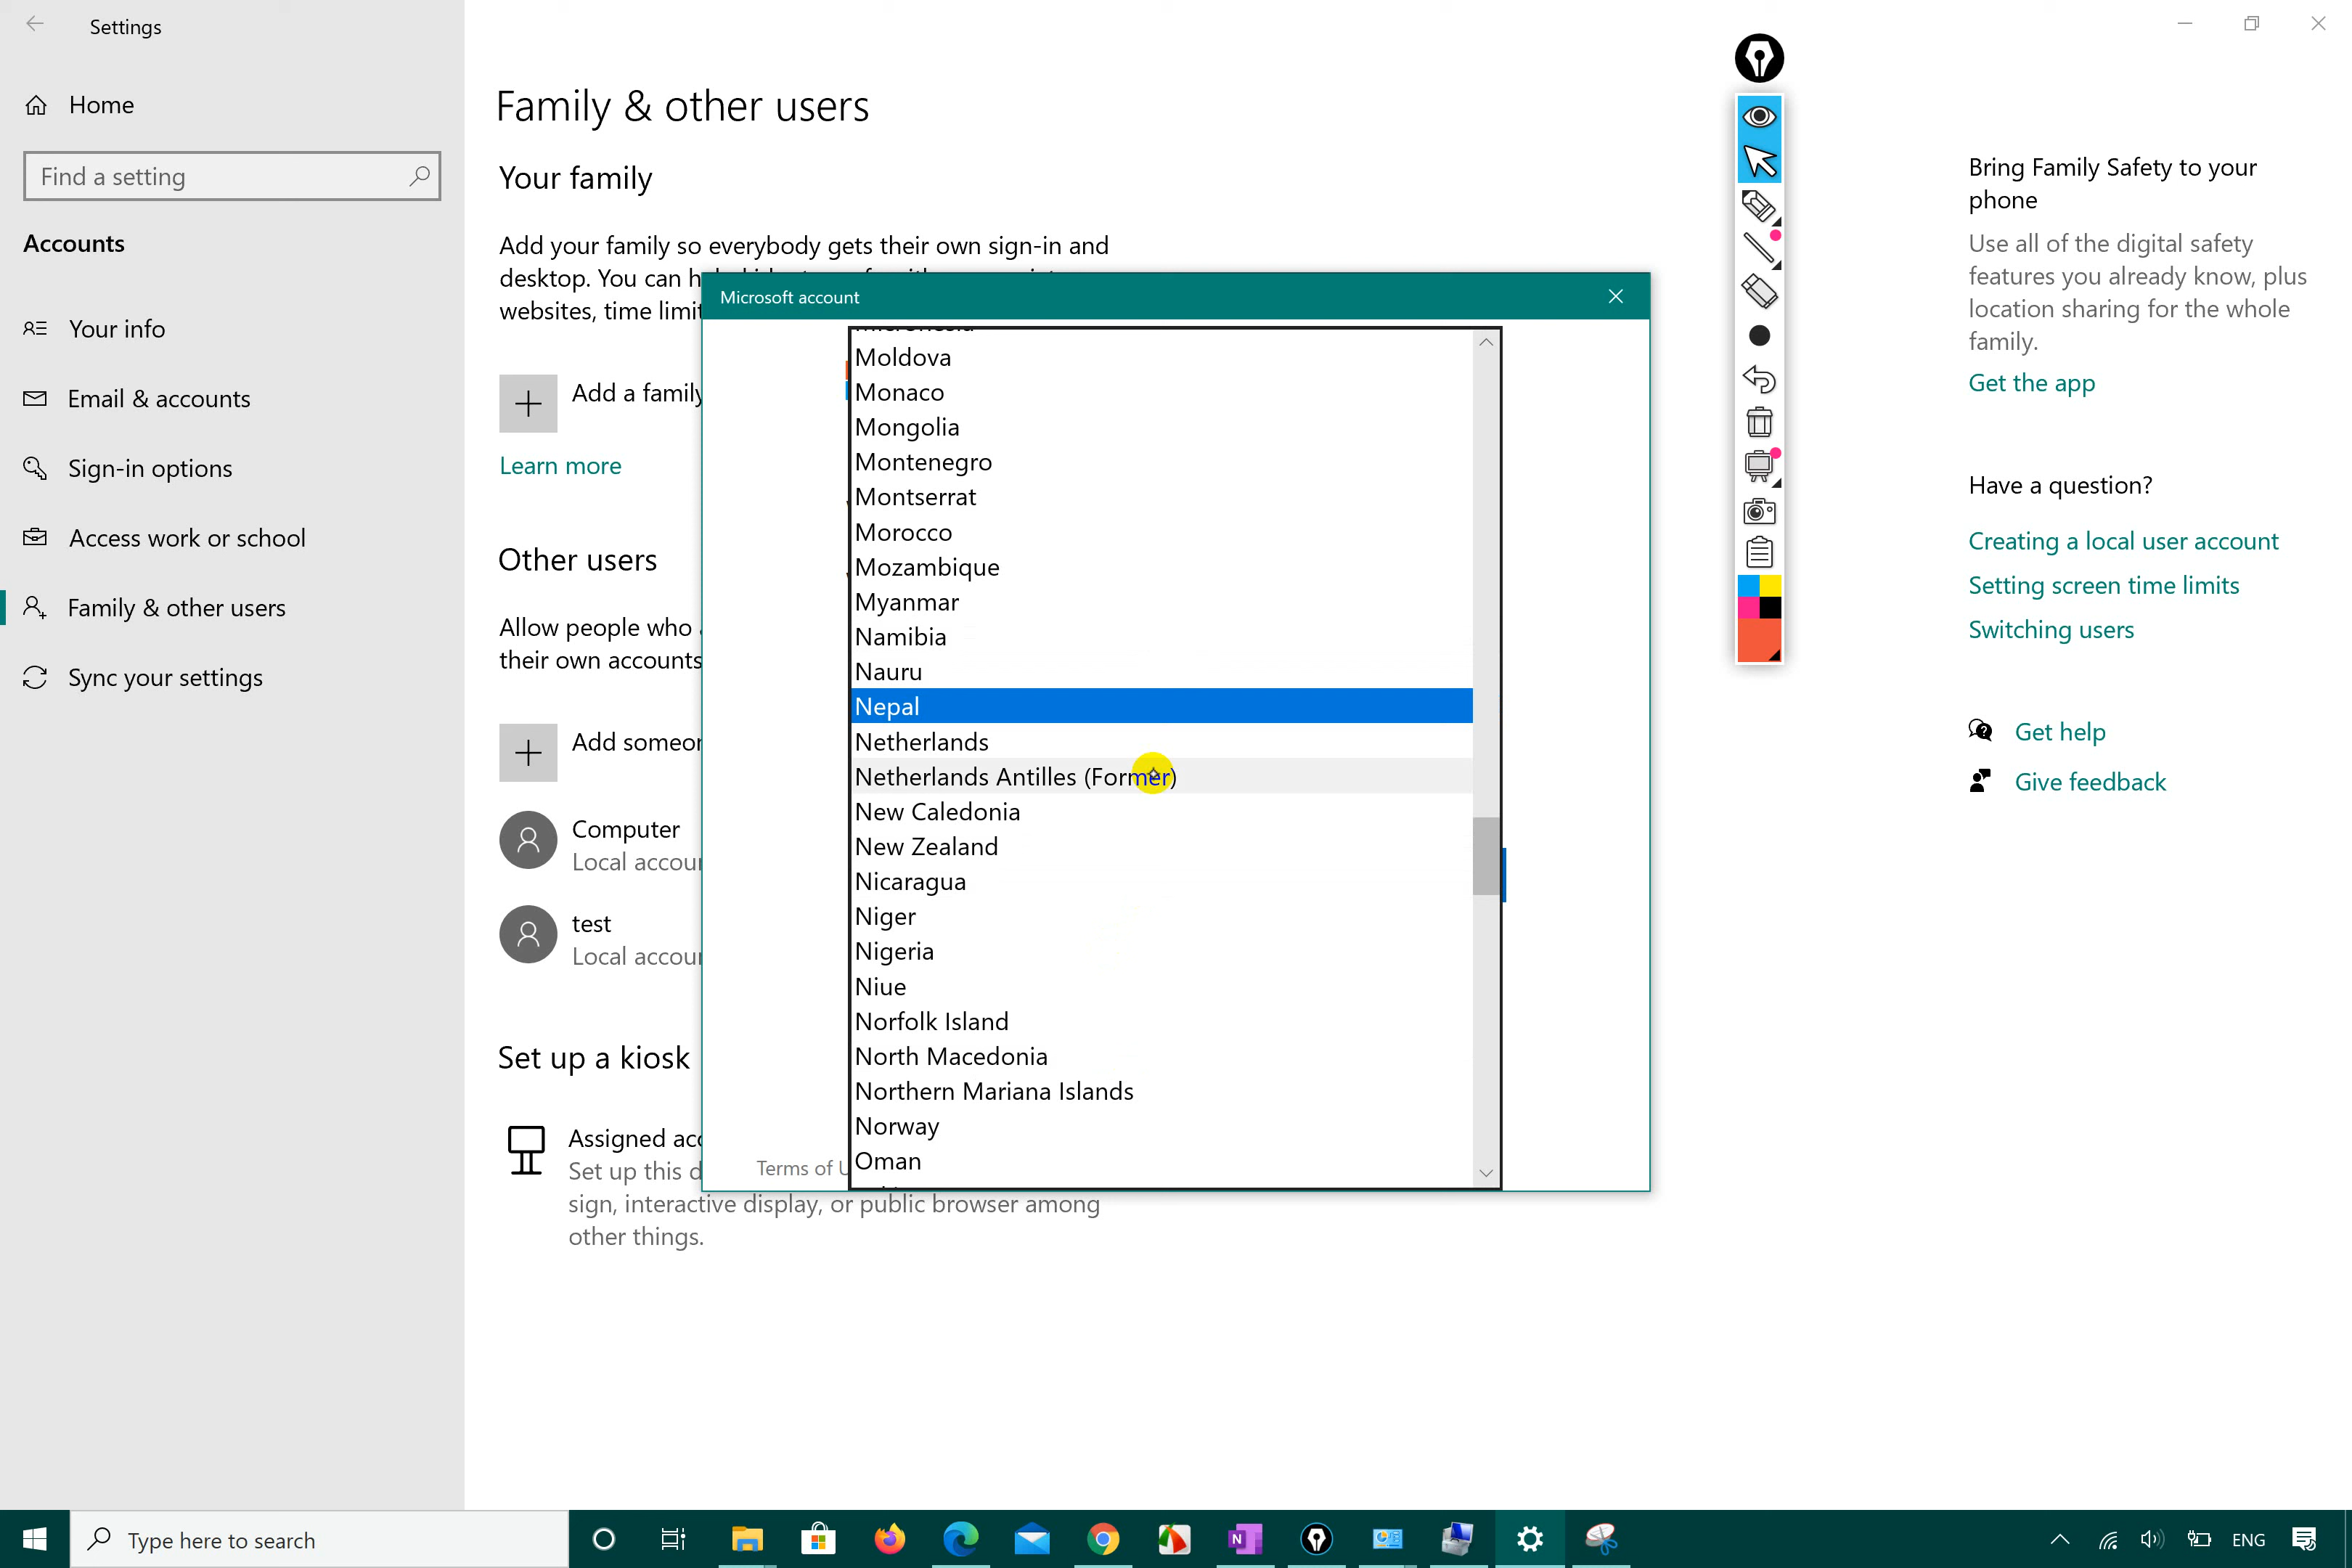 Settings
Home
Find a setting
Accounts
Your info
Email & accounts
Sign-in options
Access work or school
Family & other users
Sync your settings
Family & other users
Your family
Add your family so everybody gets their own sign-in and
desktop. You can h
websites, time limi
Add a family
Learn more
Other users
Allow people who
their own accounts
Add someo
Computer
Local accou
test
Local accou
Set up a kiosk
Assigned acc
Set up this d
sign, interactive display, or public browser among
other things.
Microsoft account
Moldova
Monaco
Mongolia
Montenegro
Montserrat
Morocco
Mozambique
Myanmar
Namibia
Nauru
Nepal
Netherlands
Netherlands Antilles (Former)
New Caledonia
New Zealand
Nicaragua
Niger
Nigeria
Niue
Norfolk Island
North Macedonia
Northern Mariana Islands
Norway
Oman
Terms of U
Bring Family Safety to your
phone
Use all of the digital safety
features you already know, plus
location sharing for the whole
family.
Get the app
Have a question?
Creating a local user account
Setting screen time limits
Switching users
Get help
Give feedback
Type here to search
ENG